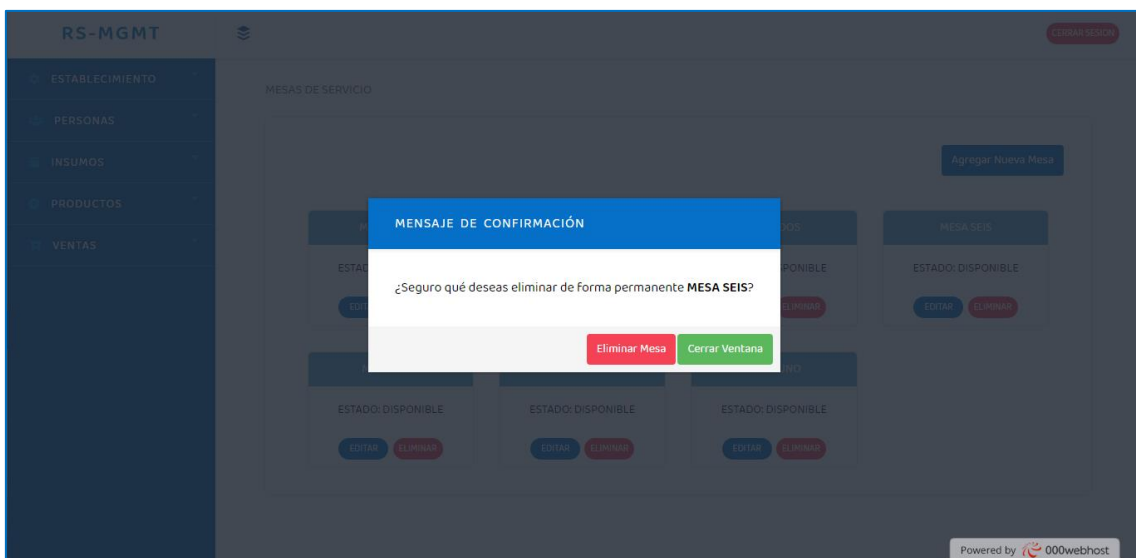 RS-MGMT
CERRAR SESION
ESTABLECIMIENTO
PERSONAS
INSUMOS
PRODUCTOS
VENTAS
MESAS DE SERVICIO
Agregar Nueva Mesa
MENSAJE DE CONFIRMACIÓN
¿Seguro qué deseas eliminar de forma permanente MESA SEIS?
Eliminar Mesa Cerrar Ventana
MESA SEIS
ESTADO: DISPONIBLE
EDITAR ELIMINAR
ESTADO: DISPONIBLE ESTADO: DISPONIBLE ESTADO: DISPONIBLE
EDITAR ELIMINAR EDITAR ELIMINAR EDITAR ELIMINAR
Powered by 000webhost